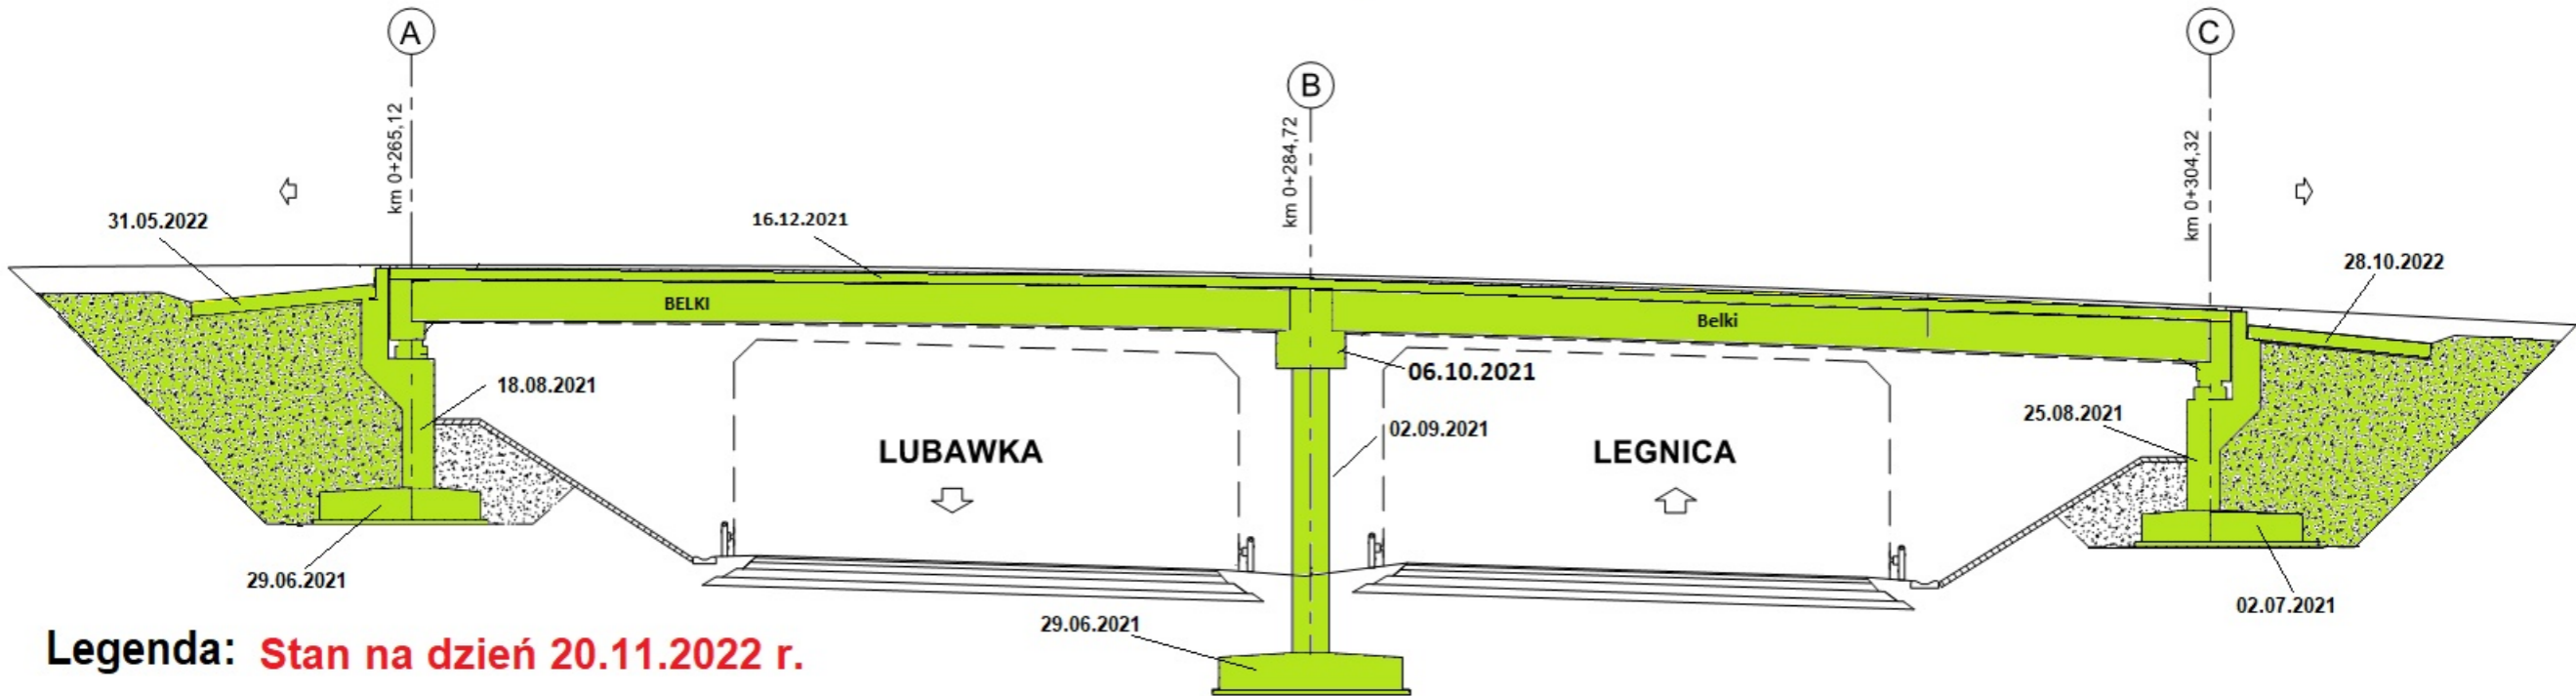 A
B
C
km 0+265,12
km 0+284,72
km 0+304,32
31.05.2022
16.12.2021
28.10.2022
BELKI
Belki
06.10.2021
18.08.2021
25.08.2021
02.09.2021
LUBAWKA
LEGNICA
29.06.2021
02.07.2021
29.06.2021
Legenda: Stan na dzień 20.11.2022 r.